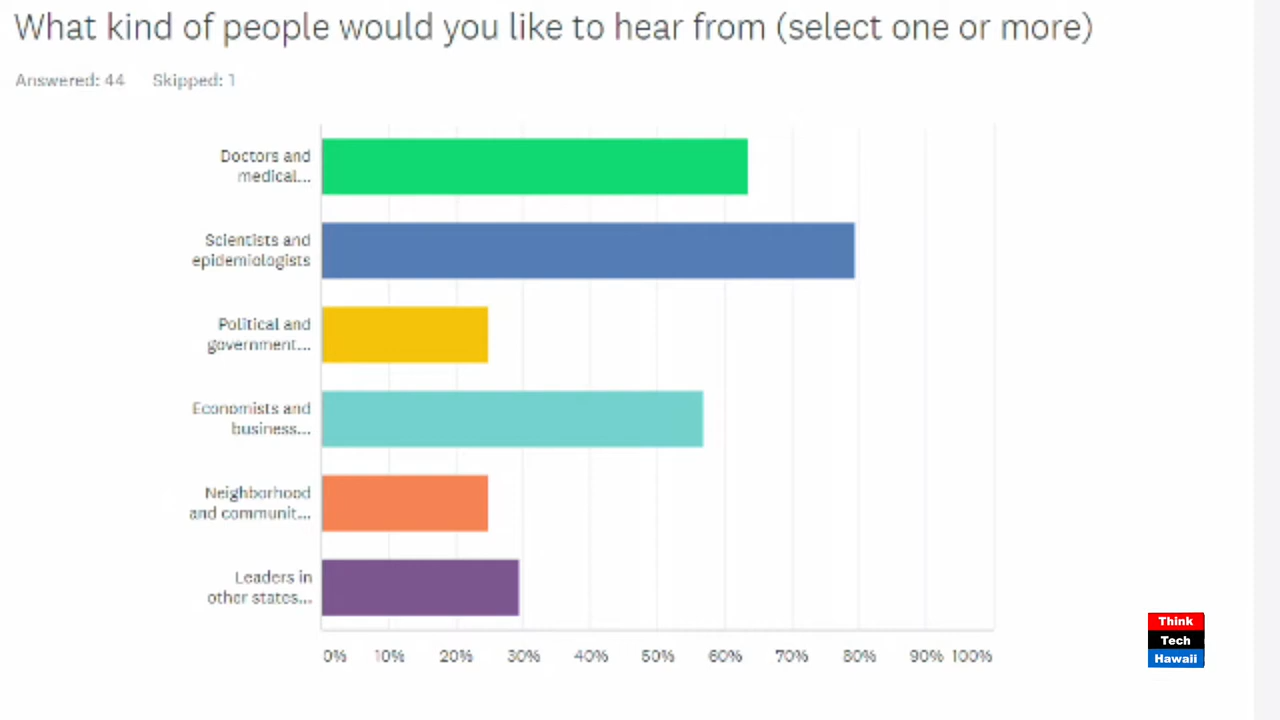 What kind of people would you like to hear from (select one or more)
Answered: 44 Skipped: 1
Doctors and
medical...
Scientists and
epidemiologists
Political and
government...
Economists and
business...
Neighborhood
and communit...
Leaders in
other states...
0% 10% 20% 30% 40% 50% 60% 70% 80% 90% 100%
Think
Tech
Hawaii